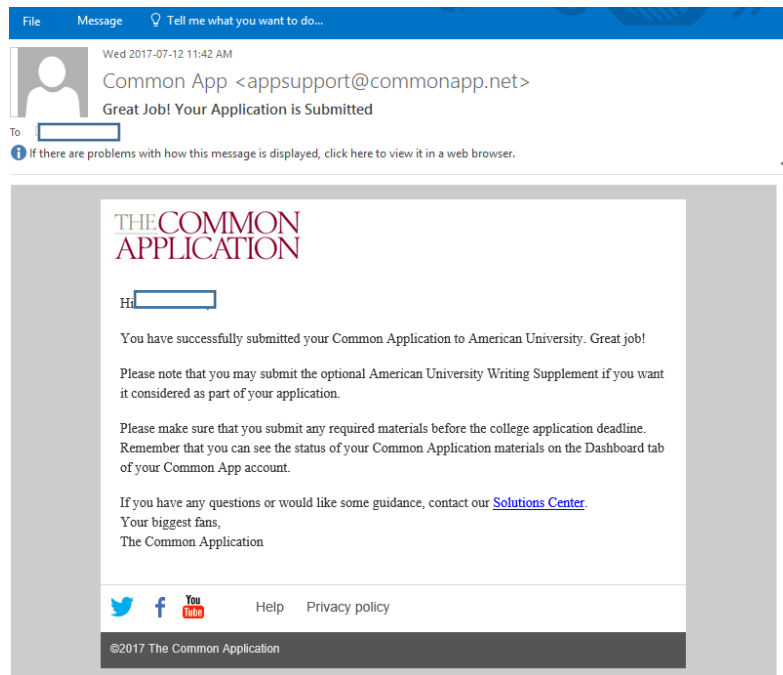 File Message Tell me what you want to do...
Wed 2017-07-12 11:42 AM
Common App <appsupport@commonapp.net>
Great Job! Your Application is Submitted
To
If there are problems with how this message is displayed, click here to view it in a web browser.
THE COMMON
APPLICATION
Hi
You have successfully submitted your Common Application to American University. Great job!
Please note that you may submit the optional American University Writing Supplement if you want
it considered as part of your application.
Please make sure that you submit any required materials before the college application deadline.
Remember that you can see the status of your Common Application materials on the Dashboard tab
of your Common App account.
If you have any questions or would like some guidance, contact our Solutions Center.
Your biggest fans,
The Common Application
You
Tube
Help Privacy policy
©2017 The Common Application